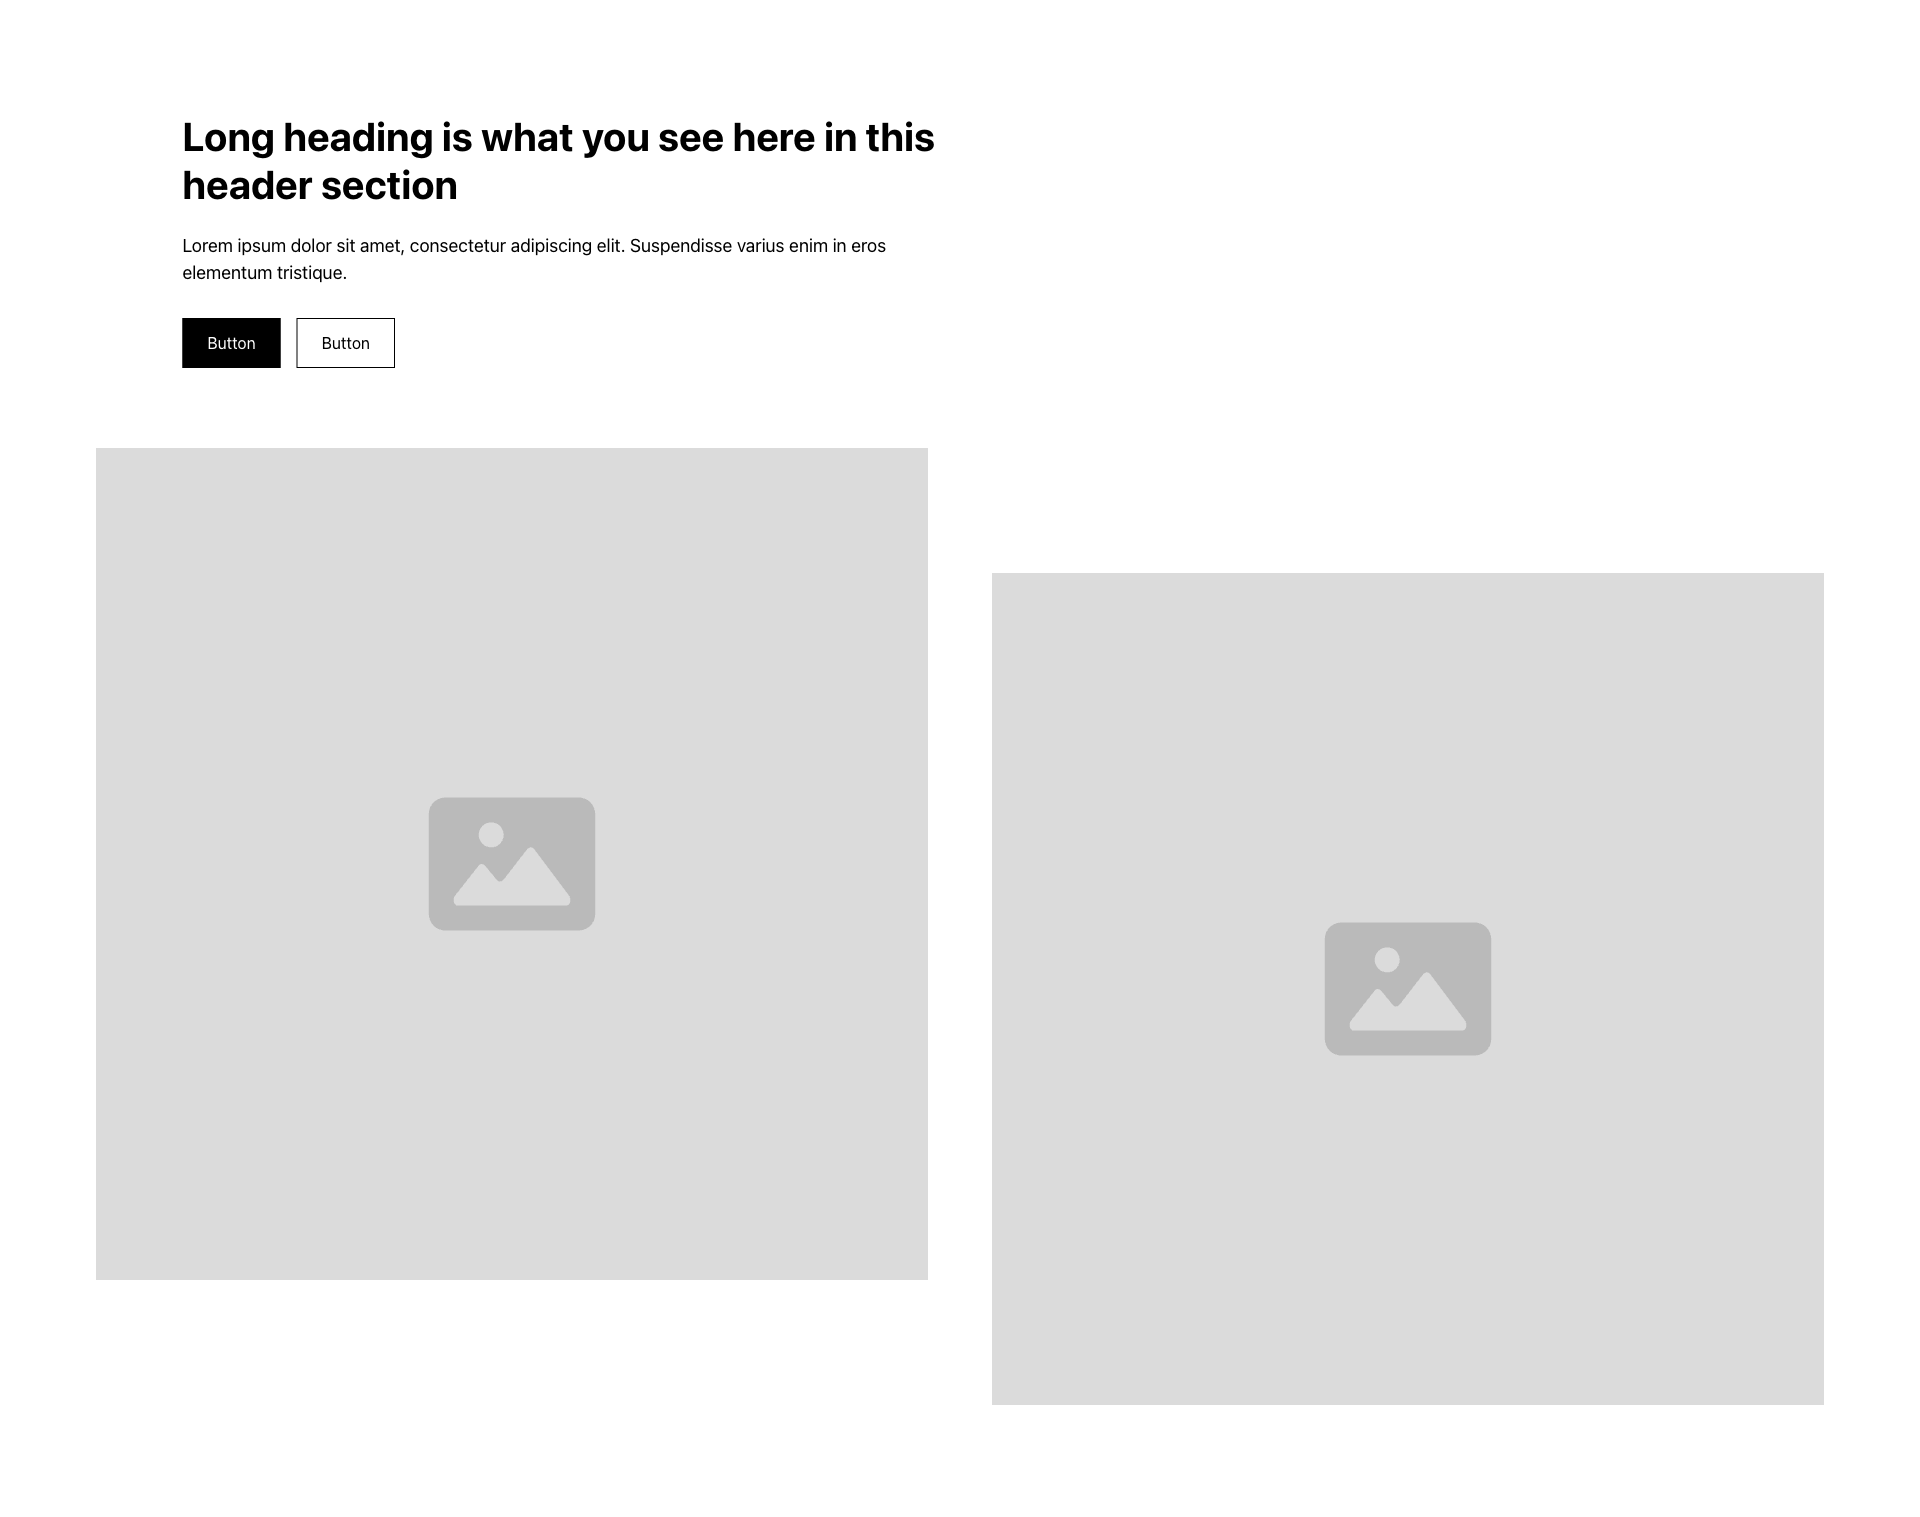 Long heading is what you see here in this
header section
Lorem ipsum dolor sit amet, consectetur adipiscing elit. Suspendisse varius enim in eros
elementum tristique.
Button
Button